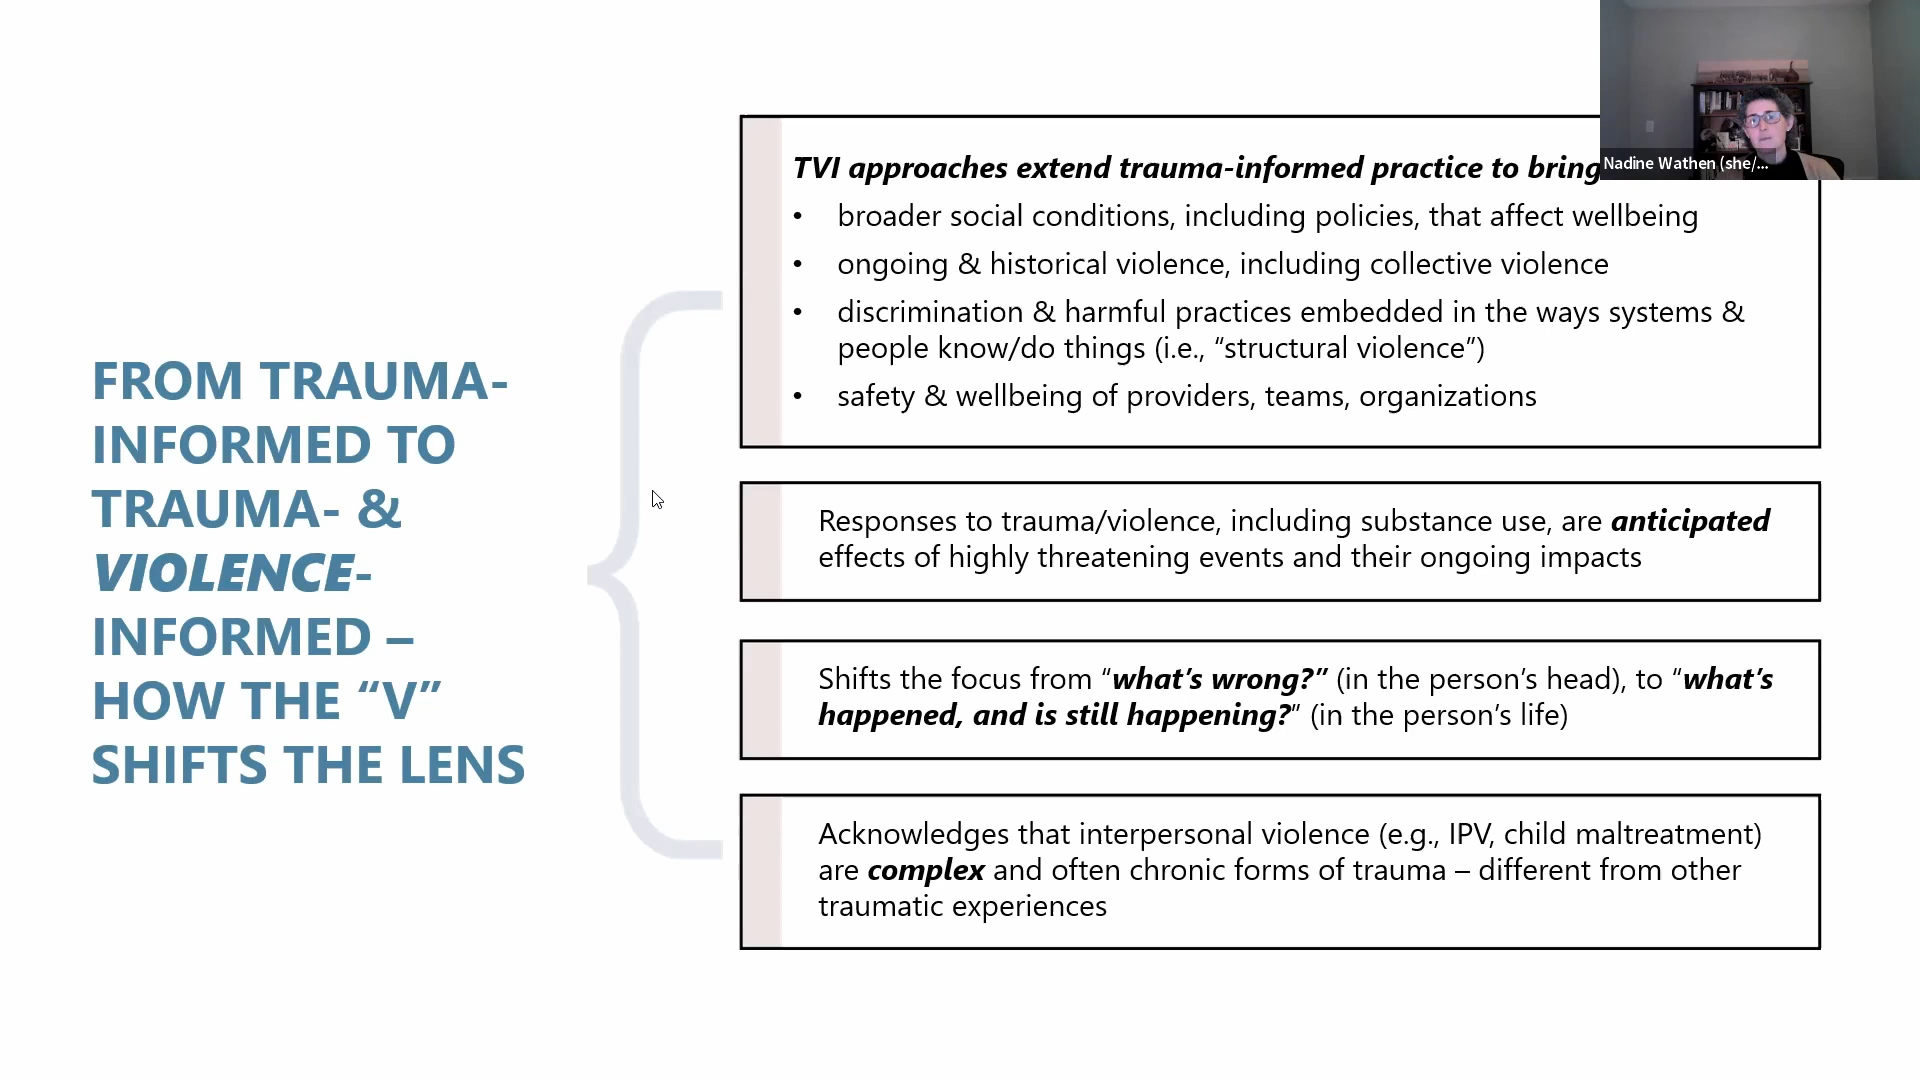 FROM TRAUMA-
INFORMED TO
TRAUMA- &
VIOLENCE-
INFORMED –
HOW THE “V”
SHIFTS THE LENS
TVI approaches extend trauma-informed practice to bring
• broader social conditions, including policies, that affect wellbeing
• ongoing & historical violence, including collective violence
• discrimination & harmful practices embedded in the ways systems &
people know/do things (i.e., “structural violence”)
• safety & wellbeing of providers, teams, organizations
Responses to trauma/violence, including substance use, are anticipated
effects of highly threatening events and their ongoing impacts
Shifts the focus from “what’s wrong?” (in the person’s head), to “what’s
happened, and is still happening?” (in the person’s life)
Acknowledges that interpersonal violence (e.g., IPV, child maltreatment)
are complex and often chronic forms of trauma – different from other
traumatic experiences
Nadine Wathen (she/...